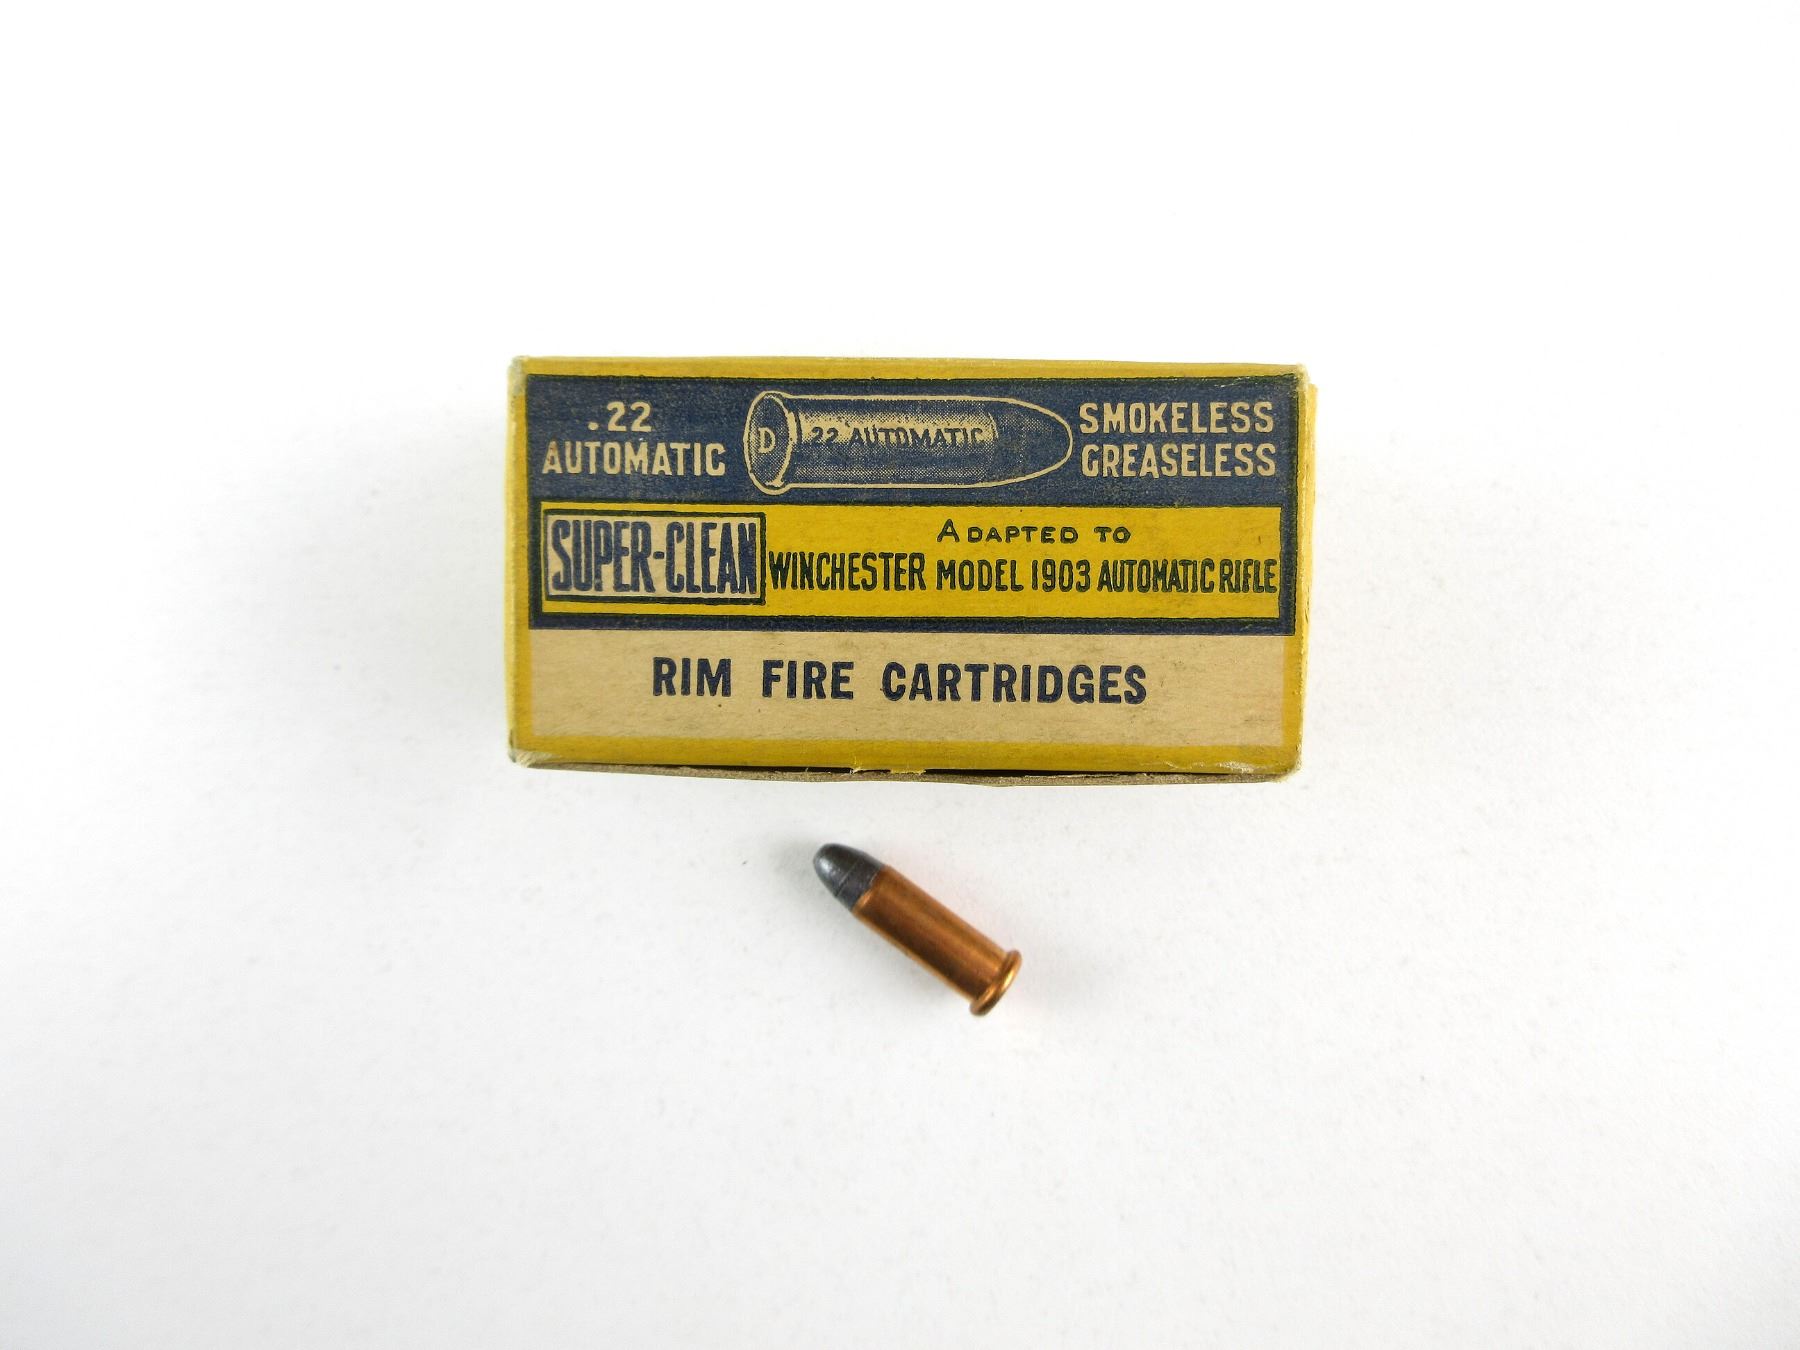 .22
AUTOMATIC
D
22 AUTOMATIC
SMOKELESS
GREASELESS
SUPER-CLEAN
ADAPTED TO
WINCHESTER MODEL 1903 AUTOMATIC RIFLE
RIM FIRE CARTRIDGES